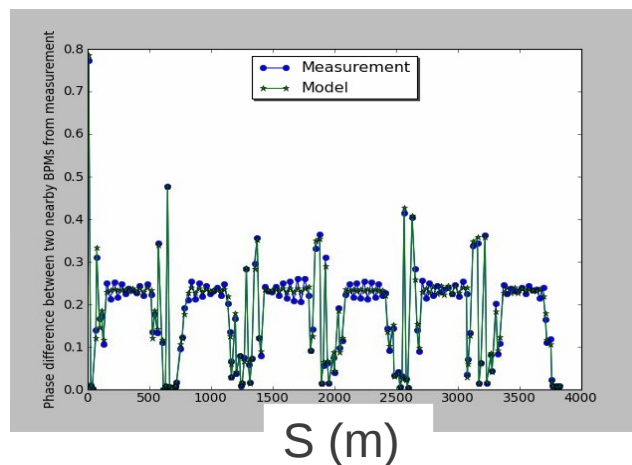 Phase difference between two nearby BPMs from measurement
0.8
0.7
0.6
0.5
0.4
0.3
0.2
0.1
0.0
Measurement
Model
0 500 1000 1500 2000 2500 3000 3500 4000
S (m)